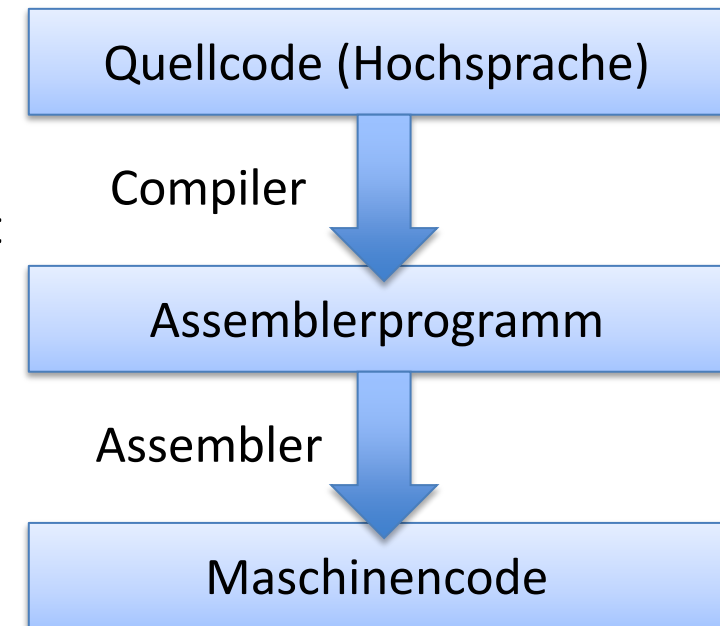 Quellcode (Hochsprache)
Compiler
Assemblerprogramm
Assembler
Maschinencode